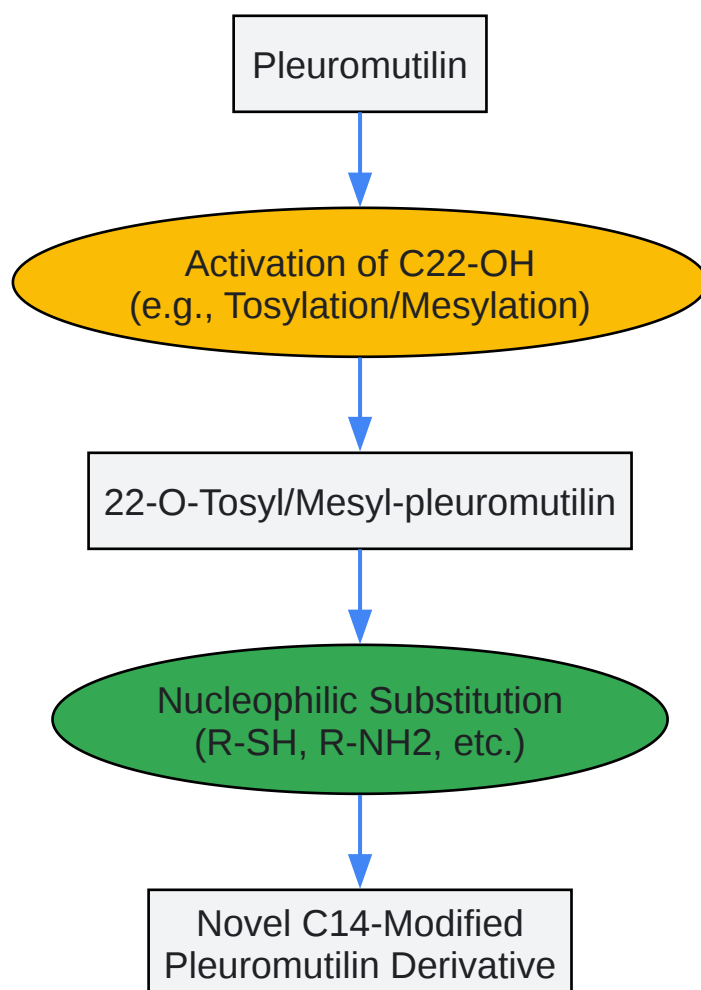 Pleuromutilin
Activation of C22-OH
(e.g., Tosylation/Mesylation)
22-O-Tosyl/Mesyl-pleuromutilin
Nucleophilic Substitution
(R-SH, R-NH2, etc.)
Novel C14-Modified
Pleuromutilin Derivative